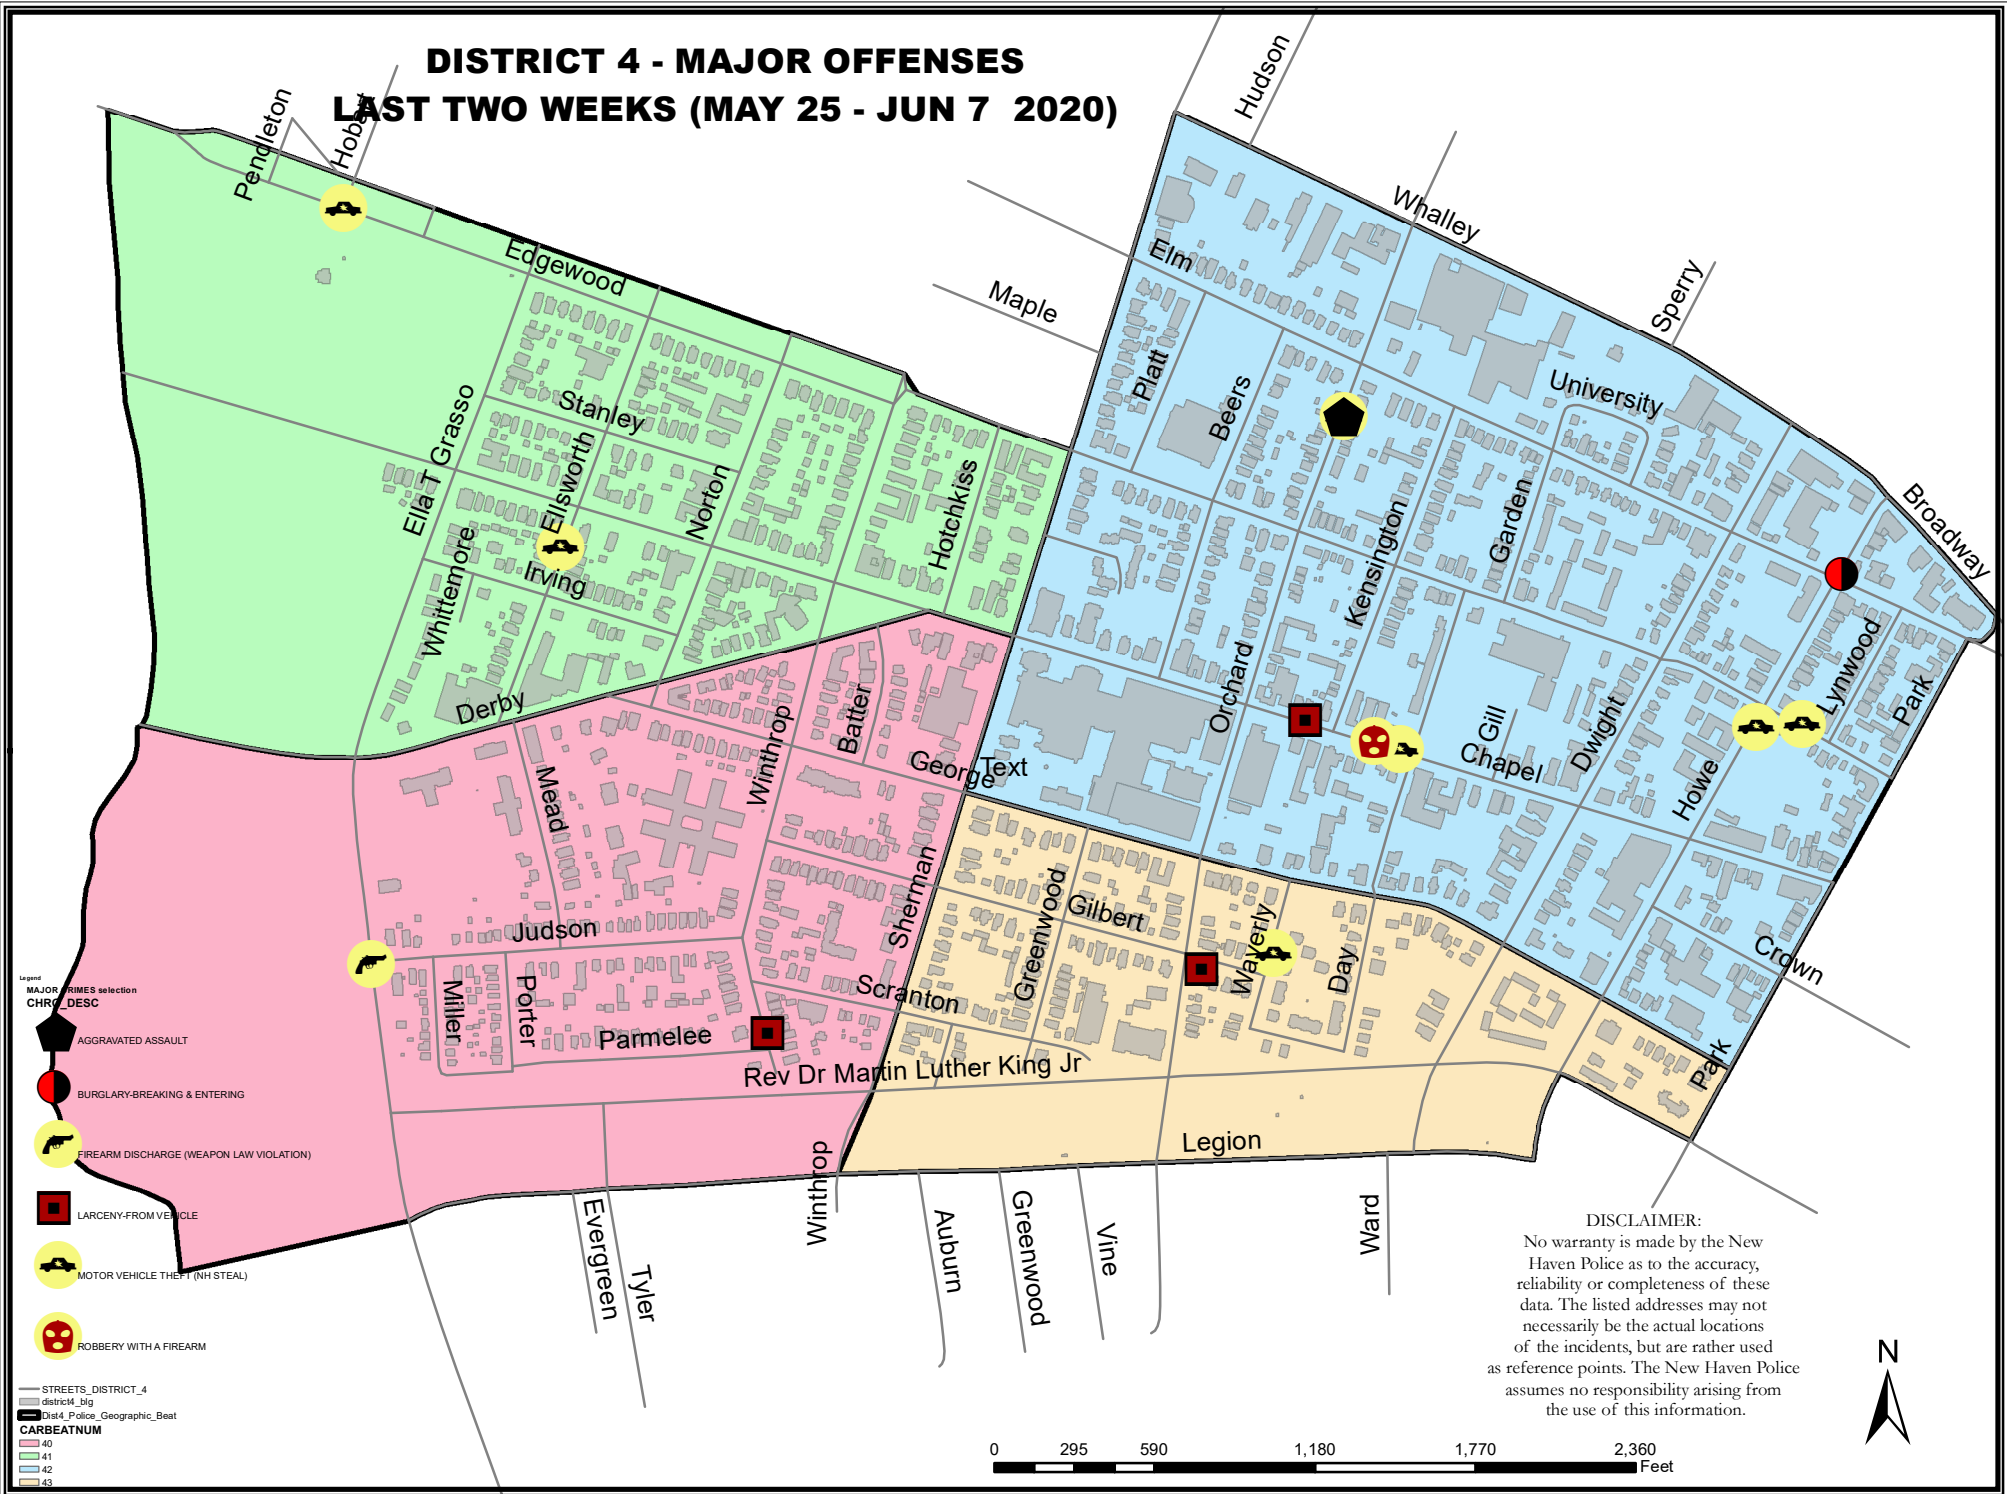 DISTRICT 4 - MAJOR OFFENSES
LAST TWO WEEKS (MAY 25 - JUN 7 2020)
Hudson
Pendleton
Hobart
Whalley
Elm
Edgewood
Maple
Sperry
Platt
University
Beers
Stanley
Ella T Grasso
Ellsworth
Norton
Hotchkiss
Garden
Broadway
Kensington
Whittemore
Irving
Lynwood
Orchard
Park
Derby
Batter
Winthrop
Gill
Dwight
George
Text
Chapel
Howe
Mead
Sherman
Greenwood
Gilbert
Judson
Waverly
Day
Crown
Miller
Porter
Scranton
Parmelee
Rev Dr Martin Luther King Jr
Park
Legion
Winthrop
Evergreen
Tyler
Auburn
Greenwood
Vine
Ward
Legend
MAJOR CRIMES selection
CHRG_DESC
AGGRAVATED ASSAULT
BURGLARY-BREAKING & ENTERING
FIREARM DISCHARGE (WEAPON LAW VIOLATION)
LARCENY-FROM VEHICLE
MOTOR VEHICLE THEFT (NH STEAL)
ROBBERY WITH A FIREARM
STREETS_DISTRICT_4
district4_blg
Dist4_Police_Geographic_Beat
CARBEATNUM
40
41
42
43
DISCLAIMER:
No warranty is made by the New
Haven Police as to the accuracy,
reliability or completeness of these
data. The listed addresses may not
necessarily be the actual locations
of the incidents, but are rather used
as reference points. The New Haven Police
assumes no responsibility arising from
the use of this information.
N
0 295 590 1,180 1,770 2,360
Feet